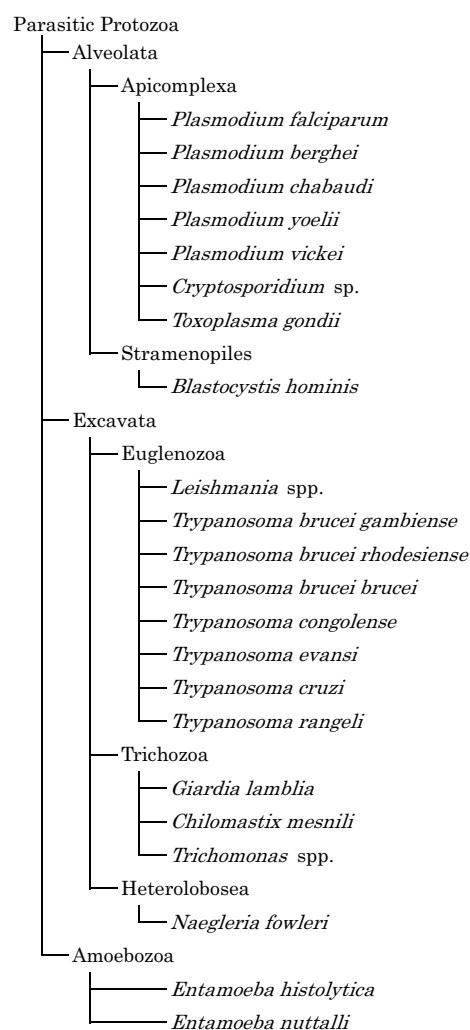 Parasitic Protozoa
Alveolata
Apicomplexa
Plasmodium falciparum
Plasmodium berghei
Plasmodium chabaudi
Plasmodium yoelii
Plasmodium vickei
Cryptosporidium sp.
Toxoplasma gondii
Stramenopiles
Blastocystis hominis
Excavata
Euglenozoa
Leishmania spp.
Trypanosoma brucei gambiense
Trypanosoma brucei rhodesiense
Trypanosoma brucei brucei
Trypanosoma congolense
Trypanosoma evansi
Trypanosoma cruzi
Trypanosoma rangeli
Trichozoa
Giardia lamblia
Chilomastix mesnili
Trichomonas spp.
Heterolobosea
Naegleria fowleri
Amoebozoa
Entamoeba histolytica
Entamoeba nuttalli